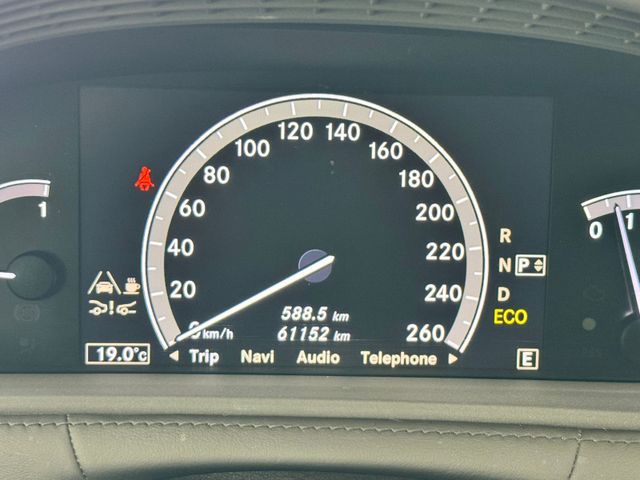 120 140
100 160
80 180
60 200
40 220
20 240
0 km/h 260
588.5 km
61152 km
Trip Navi Audio Telephone
19.0°C
R
N P
D
ECO
E
1
0 1